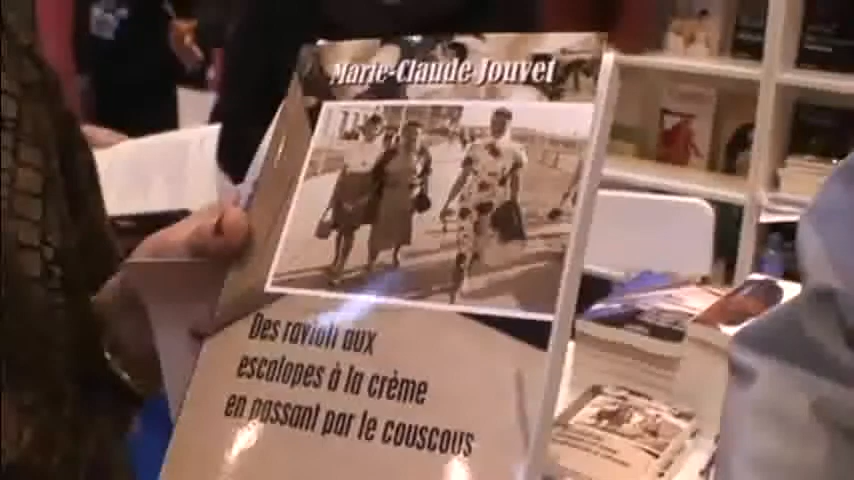 Marie-Claude Jouvet
Des ravioli aux
escalopes à la crème
en passant par le couscous